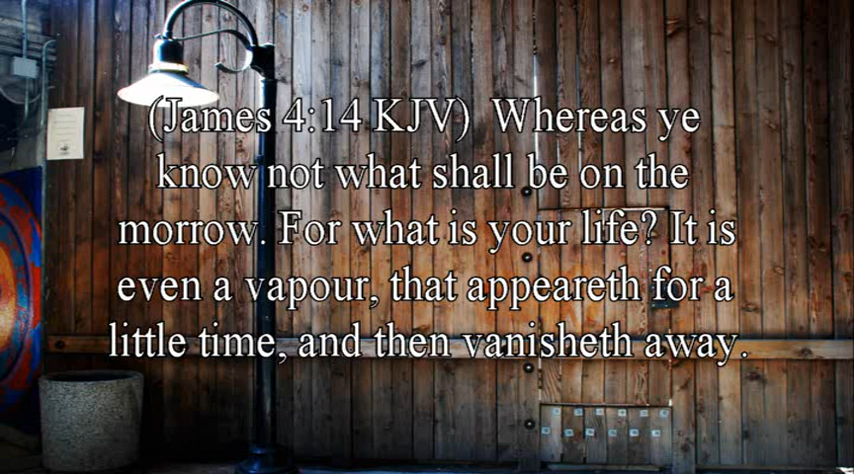 (James 4:14 KJV)  Whereas ye
know not what shall be on the
morrow. For what is your life? It is
even a vapour, that appeareth for a
little time, and then vanisheth away.